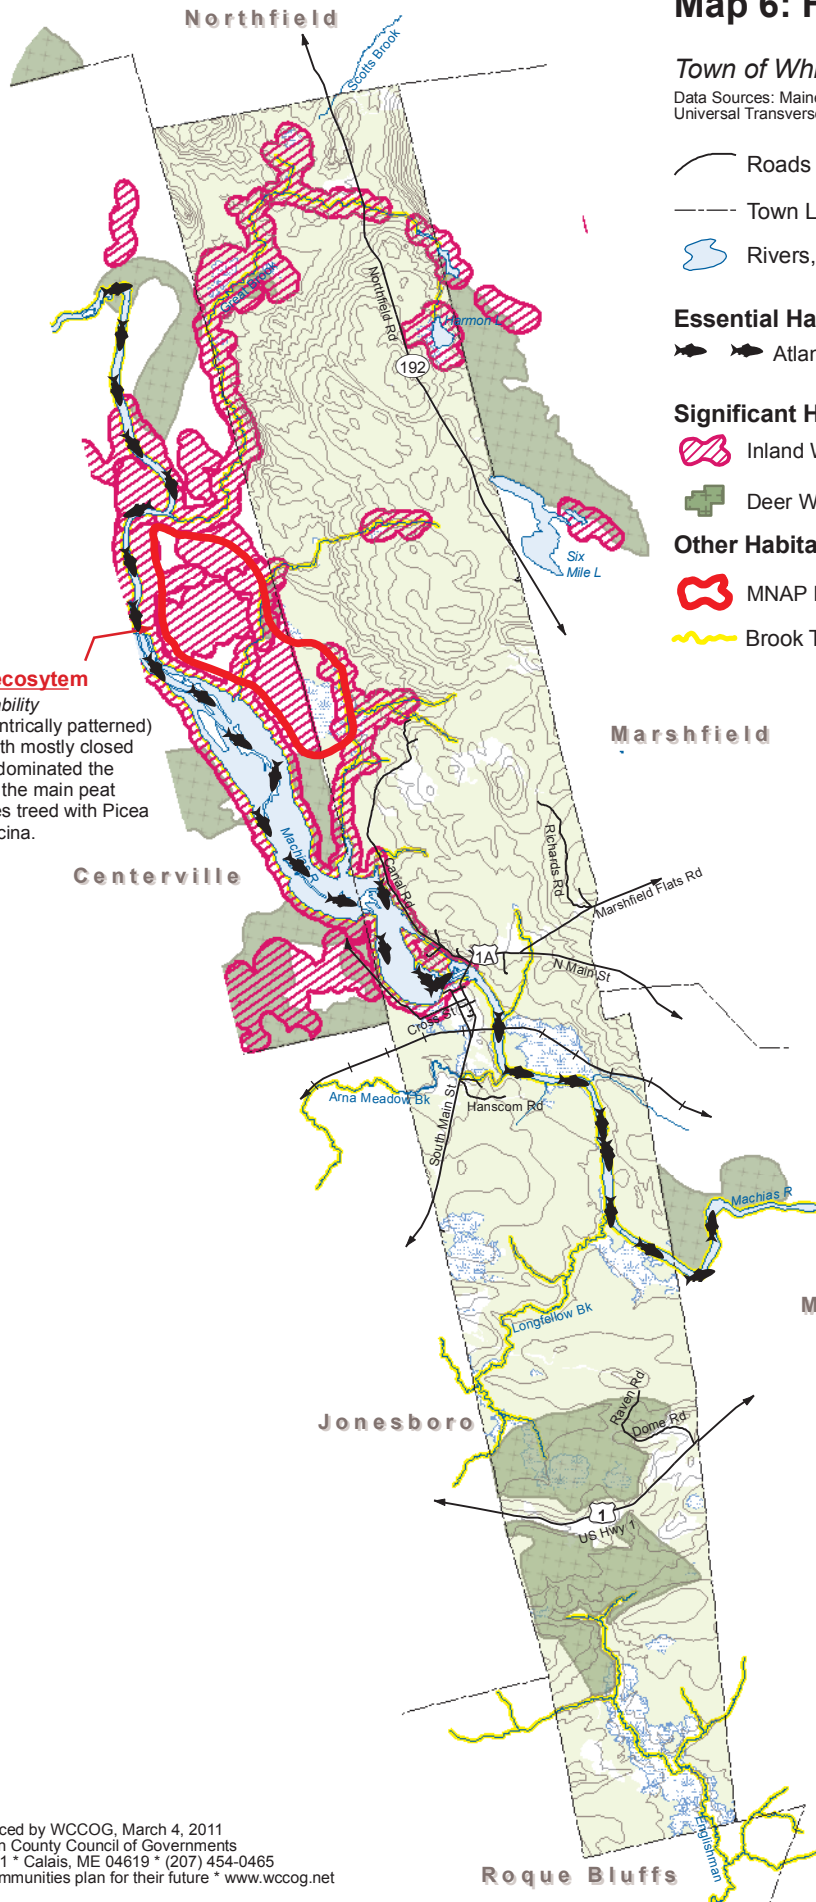 Map 6: H
Town of Whi
Data Sources: Maine
Universal Transverse
Roads
Town L
Rivers,
Essential Ha
Atlan
Significant H
Inland W
Deer W
Other Habita
MNAP
Brook T
Northfield
Scotts Brook
Great Brook
Northfield Rd
Harmon L
192
Six
Mile L
ecosytem
bility
ntrically patterned)
th mostly closed
dominated the
the main peat
es treed with Picea
cina.
Marshfield
Centerville
Machias R
Canal Rd
Richards Rd
Marshfield Flats Rd
1A
N Main St
Cross St
Arna Meadow Bk
Hanscom Rd
South Main St
Machias R
M
Longfellow Bk
Jonesboro
Raven Rd
Dome Rd
1
US Hwy 1
Englishman
Roque Bluffs
ced by WCCOG, March 4, 2011
n County Council of Governments
1 * Calais, ME 04619 * (207) 454-0465
mmunities plan for their future * www.wccog.net